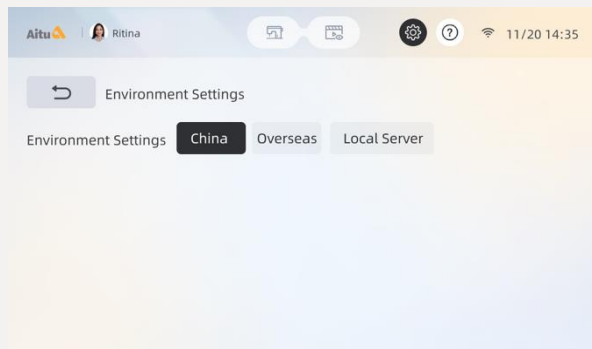 Aitu Ritina 11/20 14:35
Environment Settings
Environment Settings China Overseas Local Server